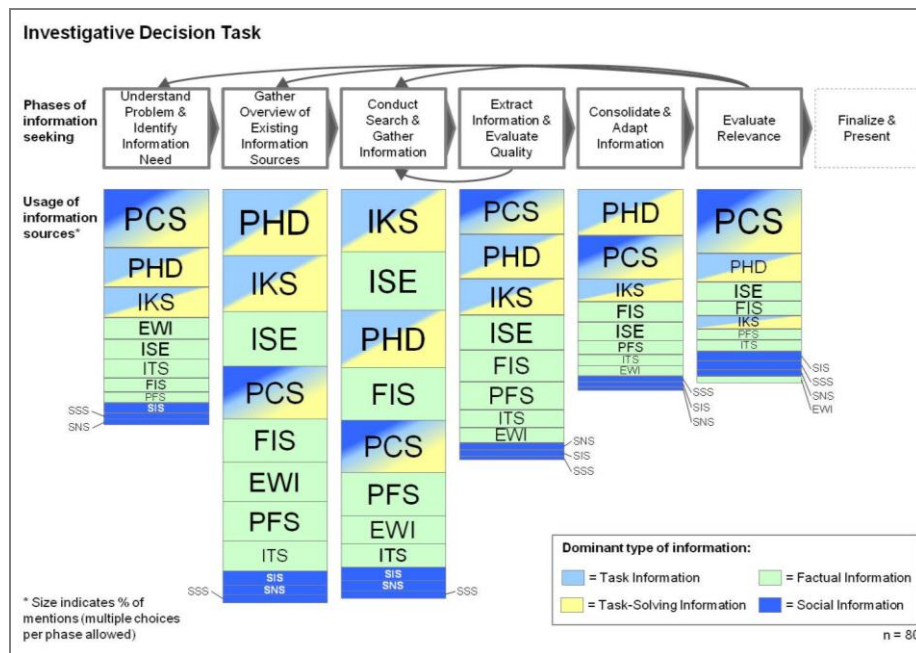 Investigative Decision Task
Phases of
information
seeking
Understand
Problem &
Identify
Information
Need
Gather
Overview of
Existing
Information
Sources
Conduct
Search &
Gather
Information
Extract
Information &
Evaluate
Quality
Consolidate &
Adapt
Information
Evaluate
Relevance
Finalize &
Present
Usage of
information
sources*
PCS
PHD
IKS
EWI
ISE
ITS
FIS
PFS
SIS
SSS
SNS
PHD
IKS
ISE
PCS
FIS
EWI
PFS
ITS
SIS
SNS
SSS
IKS
ISE
PHD
FIS
PCS
PFS
EWI
ITS
SIS
SNS
SSS
PCS
PHD
IKS
ISE
FIS
PFS
ITS
EWI
SNS
SIS
SSS
PHD
PCS
IKS
FIS
ISE
PFS
ITS
EWI
SSS
SIS
SNS
PCS
PHD
ISE
FIS
IKS
PFS
ITS
SIS
SSS
SNS
EWI
Dominant type of information:
= Task Information
= Factual Information
= Task-Solving Information
= Social Information
* Size indicates % of
mentions (multiple choices
per phase allowed)
n = 80